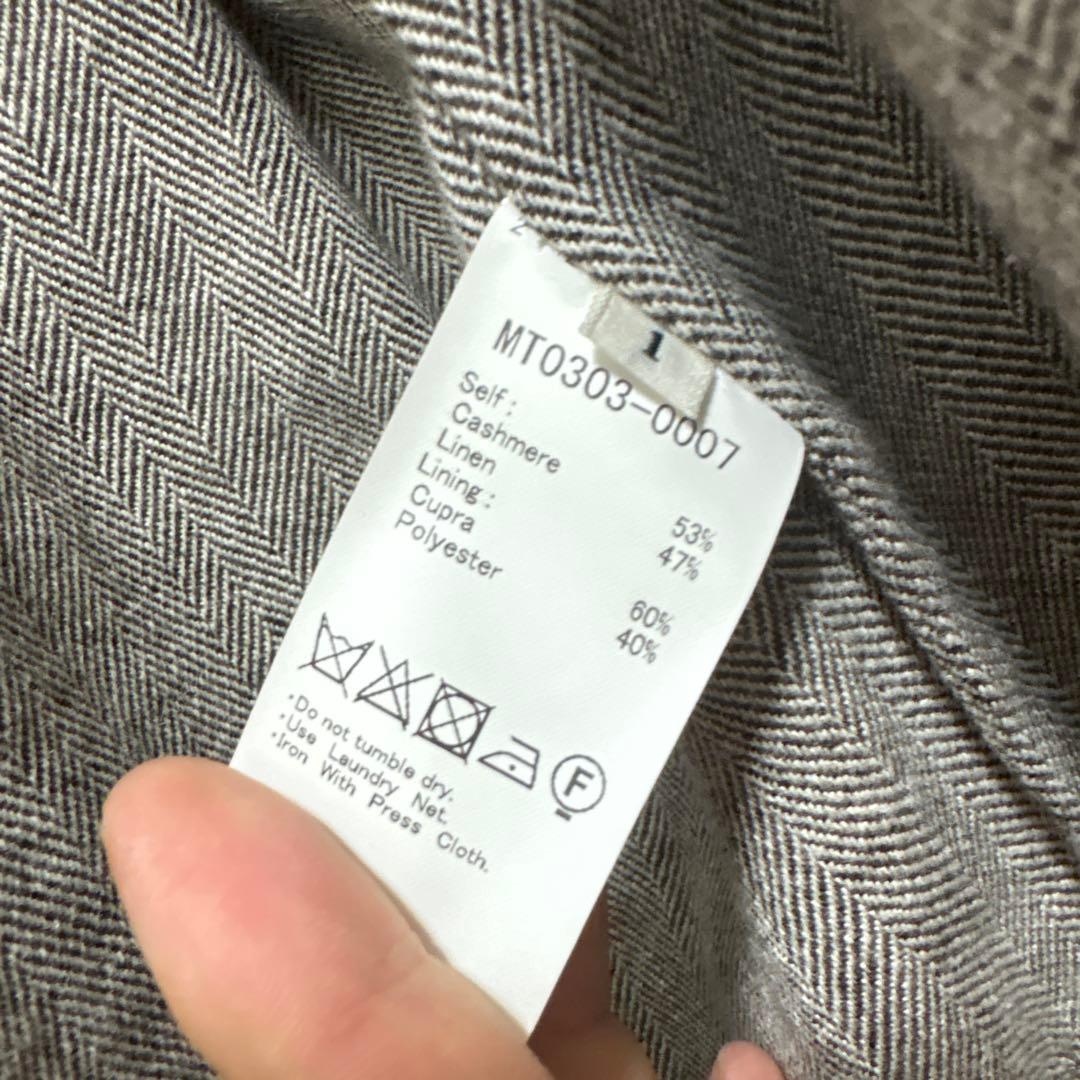 1
MT0303-0007
Self :
Cashmere 53%
Linen 47%
Lining :
Cupra 60%
Polyester 40%
F
·Do not tumble dry.
·Use Laundry Net.
·Iron With Press Cloth.